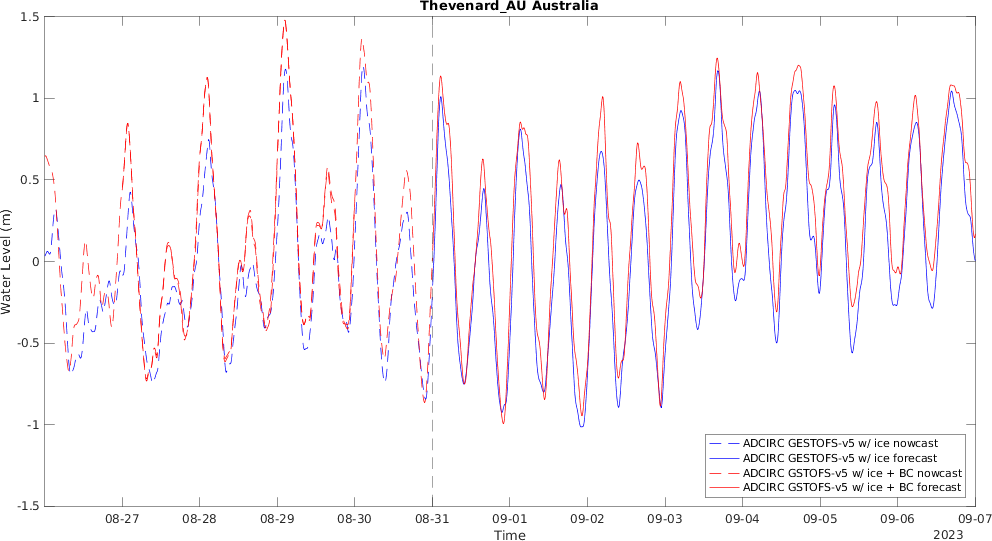 Thevenard_AU Australia
1.5
1
0.5
0
-0.5
-1
-1.5
Water Level (m)
08-27 08-28 08-29 08-30 08-31 09-01 09-02 09-03 09-04 09-05 09-06 09-07
Time
2023
ADCIRC GESTOFS-v5 w/ ice nowcast
ADCIRC GESTOFS-v5 w/ ice forecast
ADCIRC GSTOFS-v5 w/ ice + BC nowcast
ADCIRC GSTOFS-v5 w/ ice + BC forecast